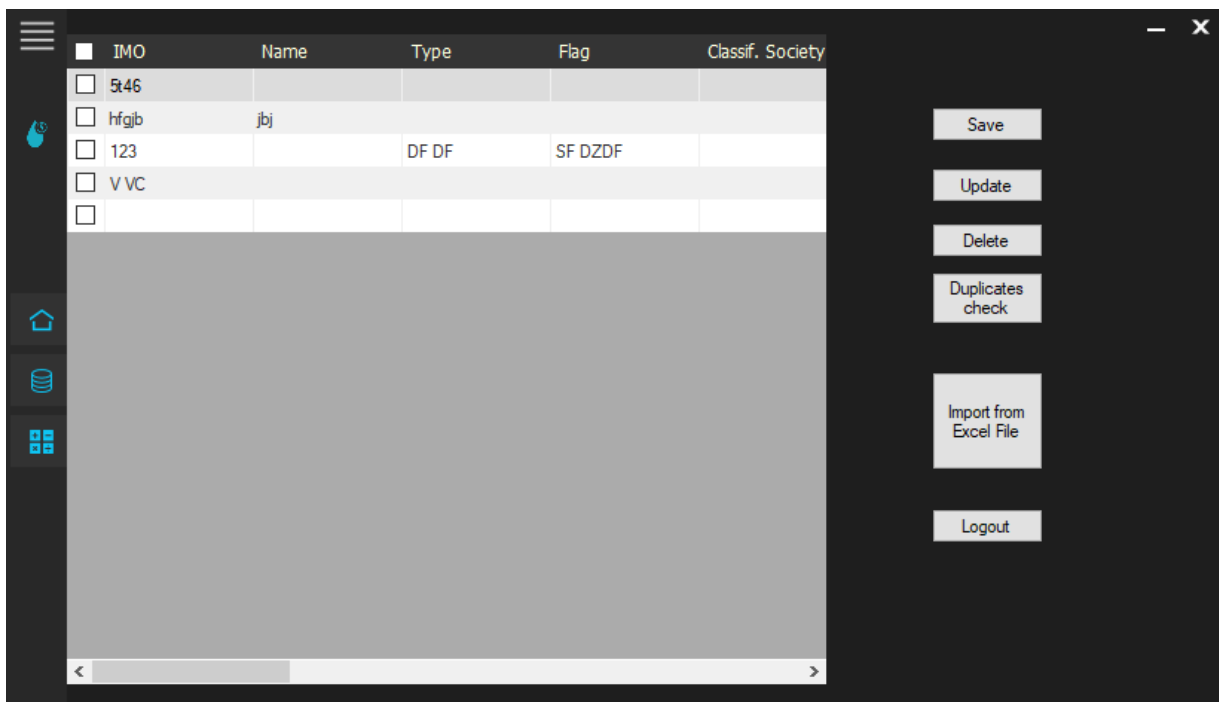 IMO Name Type Flag Classif. Society
5t46
hfgjb jbj
123 DF DF SF DZDF
V VC
Save
Update
Delete
Duplicates
check
Import from
Excel File
Logout